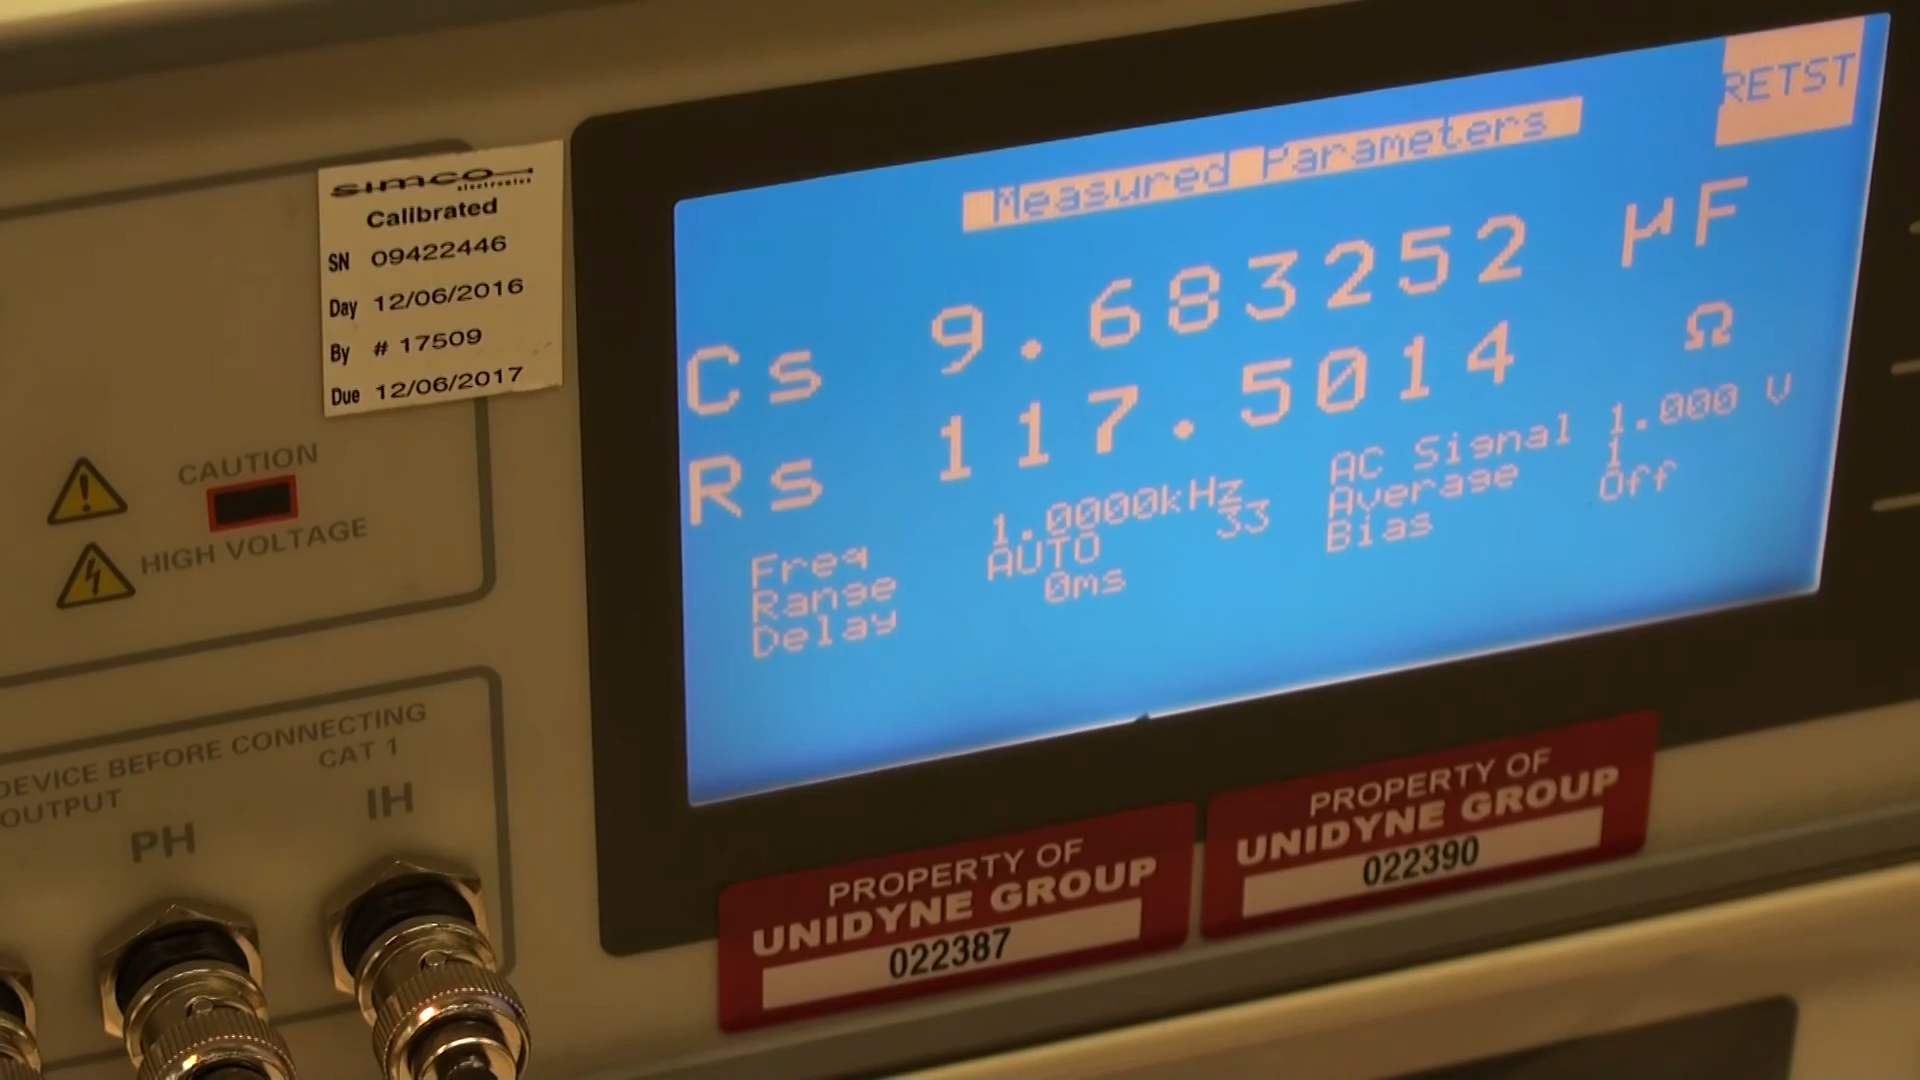 simco
electronics
Calibrated
SN 09422446
Day 12/06/2016
By # 17509
Due 12/06/2017
CAUTION
HIGH VOLTAGE
DEVICE BEFORE CONNECTING
OUTPUT
CAT 1
PH
IH
Measured Parameters
RETST
Cs 9.683252 µF
Rs 117.5014 Ω
Freq 1.0000kHz AC Signal 1.000 V
Range AUTO 33 Average 1
Delay 0ms Bias Off
PROPERTY OF
UNIDYNE GROUP
022387
PROPERTY OF
UNIDYNE GROUP
022390